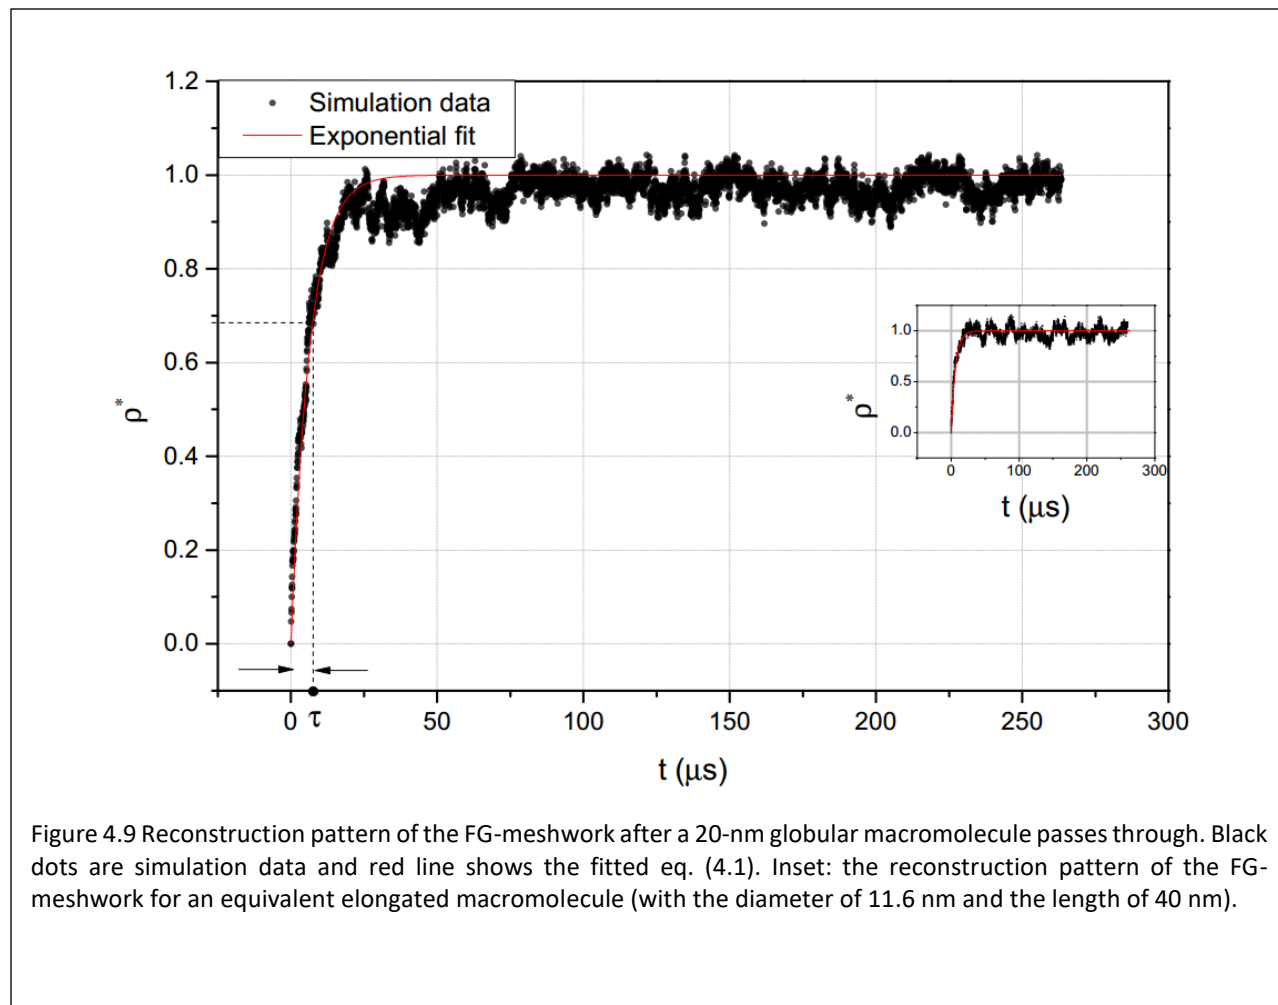 1.2
Simulation data
Exponential fit
1.0
0.8
0.6
0.4
0.2
0.0
ρ*
0 τ 50 100 150 200 250 300
t (μs)
1.0
0.5
0.0
ρ*
0 100 200 300
t (μs)
Figure 4.9 Reconstruction pattern of the FG-meshwork after a 20-nm globular macromolecule passes through. Black
dots are simulation data and red line shows the fitted eq. (4.1). Inset: the reconstruction pattern of the FG-
meshwork for an equivalent elongated macromolecule (with the diameter of 11.6 nm and the length of 40 nm).